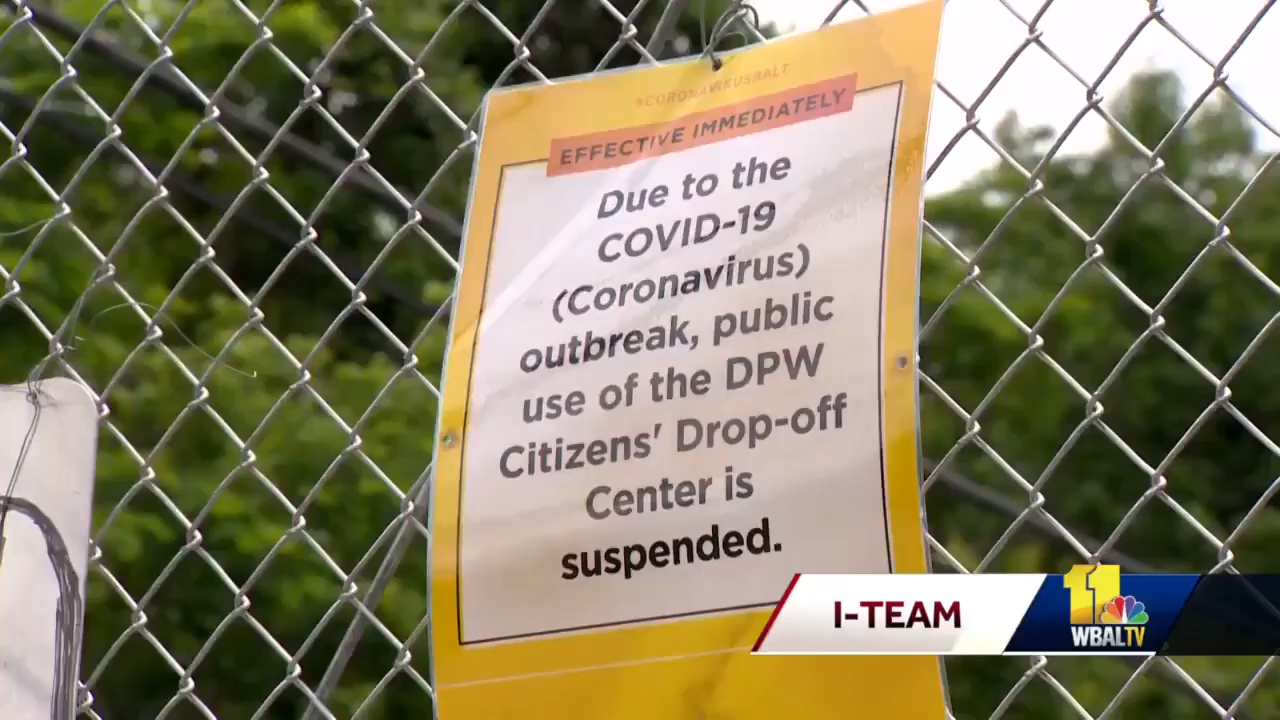 #CORONAVIRUSBALT
EFFECTIVE IMMEDIATELY
Due to the
COVID-19
(Coronavirus)
outbreak, public
use of the DPW
Citizens' Drop-off
Center is
suspended.
I-TEAM
11
WBALTV